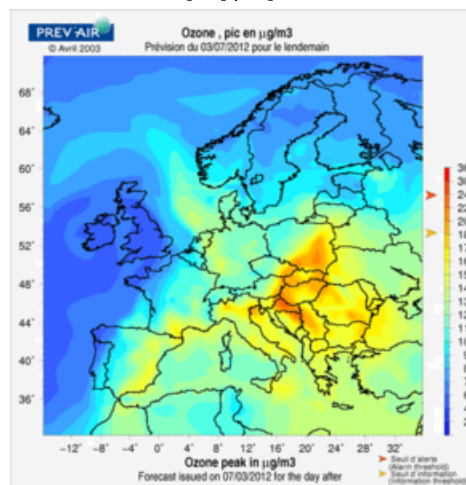 PREV'AIR
© Avril 2003
Ozone , pic en µg/m3
Prévision du 03/07/2012 pour le lendemain
68°
64°
60°
56°
52°
48°
44°
40°
36°
-12° -8° -4° 0° 4° 8° 12° 16° 20° 24° 28° 32°
Ozone peak in µg/m3
Forecast issued on 07/03/2012 for the day after
Seuil d'alerte
(Alarm threshold)
Seuil d'information
(Information threshold)